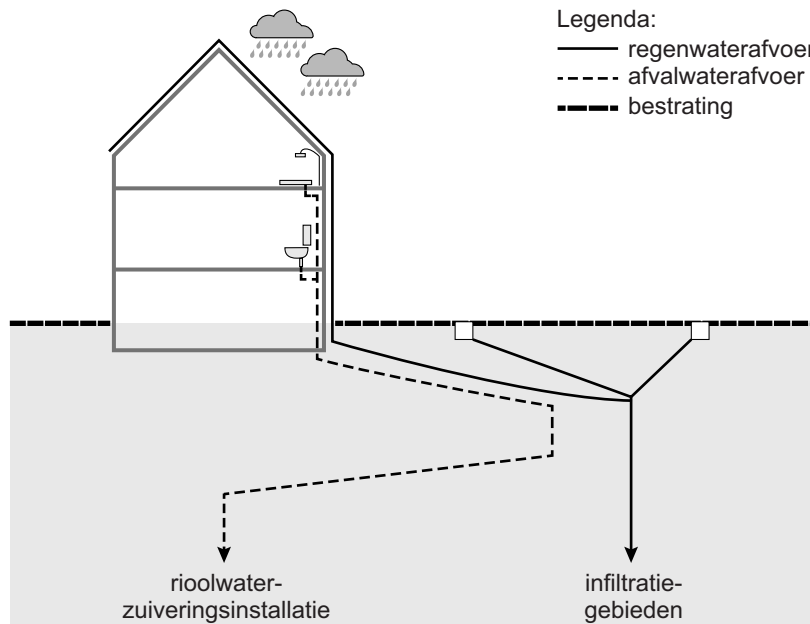 Legenda:
regenwaterafvoer
afvalwaterafvoer
bestrating
rioolwater-
zuiveringsinstallatie
infiltratie-
gebieden